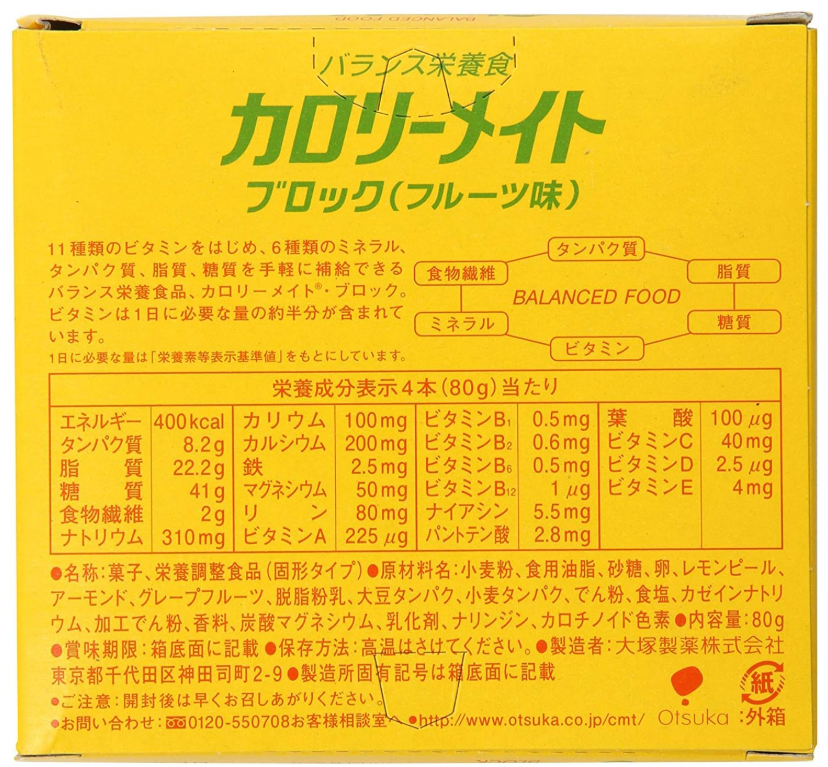 BALANCED FOOD
バランス栄養食
カロリーメイト
ブロック(フルーツ味)
11種類のビタミンをはじめ、6種類のミネラル、
タンパク質、脂質、糖質を手軽に補給できる
バランス栄養食品、カロリーメイト®・ブロック。
ビタミンは1日に必要な量の約半分が含まれて
います。
1日に必要な量は「栄養素等表示基準値」をもとにしています。
タンパク質
食物繊維
脂質
BALANCED FOOD
ミネラル
糖質
ビタミン
栄養成分表示4本(80g)当たり
エネルギー 400kcal カリウム 100mg ビタミンB1 0.5mg 葉酸 100μg
タンパク質 8.2g カルシウム 200mg ビタミンB2 0.6mg ビタミンC 40mg
脂質 22.2g 鉄 2.5mg ビタミンB6 0.5mg ビタミンD 2.5μg
糖質 41g マグネシウム 50mg ビタミンB12 1μg ビタミンE 4mg
食物繊維 2g リン 80mg ナイアシン 5.5mg
ナトリウム 310mg ビタミンA 225μg パントテン酸 2.8mg
●名称:菓子、栄養調整食品(固形タイプ)●原材料名:小麦粉、食用油脂、砂糖、卵、レモンピール、
アーモンド、グレープフルーツ、脱脂粉乳、大豆タンパク、小麦タンパク、でん粉、食塩、カゼインナトリ
ウム、加工でん粉、香料、炭酸マグネシウム、乳化剤、ナリンジン、カロチノイド色素●内容量:80g
●賞味期限:箱底面に記載●保存方法:高温はさけてください。●製造者:大塚製薬株式会社
東京都千代田区神田司町2-9●製造所固有記号は箱底面に記載
●ご注意:開封後は早くお召しあがりください。
●お問い合わせ:0120-550708お客様相談室へ ●http://www.otsuka.co.jp/cmt/
Otsuka
紙
:外箱
BLOCK